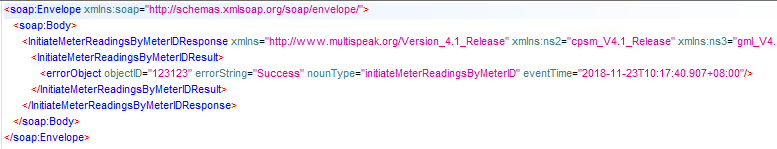 <soap:Envelope xmlns:soap="http://schemas.xmlsoap.org/soap/envelope/">
<soap:Body>
<InitiateMeterReadingsByMeterIDResponse xmlns="http://www.multispeak.org/Version_4.1_Release" xmlns:ns2="cpsm_V4.1_Release" xmlns:ns3="gml_V4.
<InitiateMeterReadingsByMeterIDResult>
<errorObject objectID="123123" errorString="Success" nounType="initiateMeterReadingsByMeterID" eventTime="2018-11-23T10:17:40.907+08:00"/>
</InitiateMeterReadingsByMeterIDResult>
</InitiateMeterReadingsByMeterIDResponse>
</soap:Body>
</soap:Envelope>